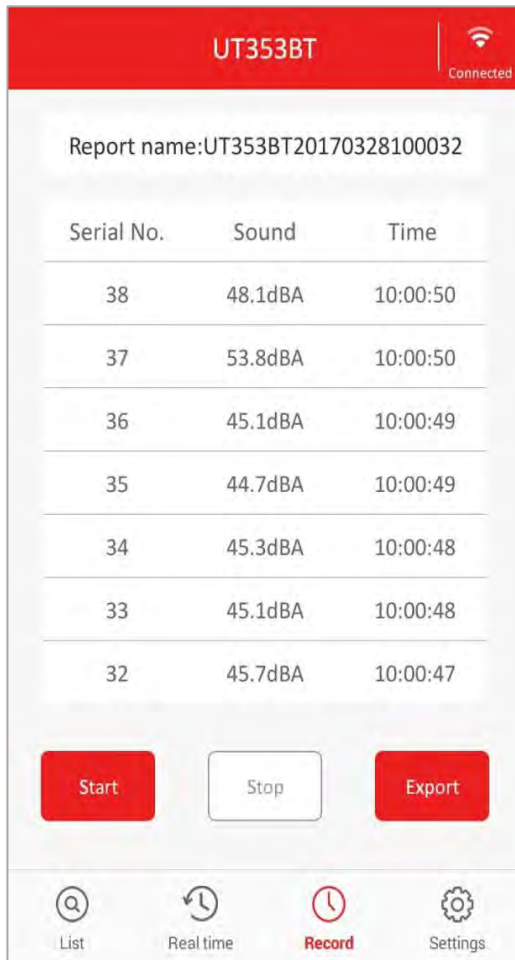 UT353BT
Connected
Report name:UT353BT20170328100032
Serial No. Sound Time
38 48.1dBA 10:00:50
37 53.8dBA 10:00:50
36 45.1dBA 10:00:49
35 44.7dBA 10:00:49
34 45.3dBA 10:00:48
33 45.1dBA 10:00:48
32 45.7dBA 10:00:47
Start Stop Export
List Real time Record Settings